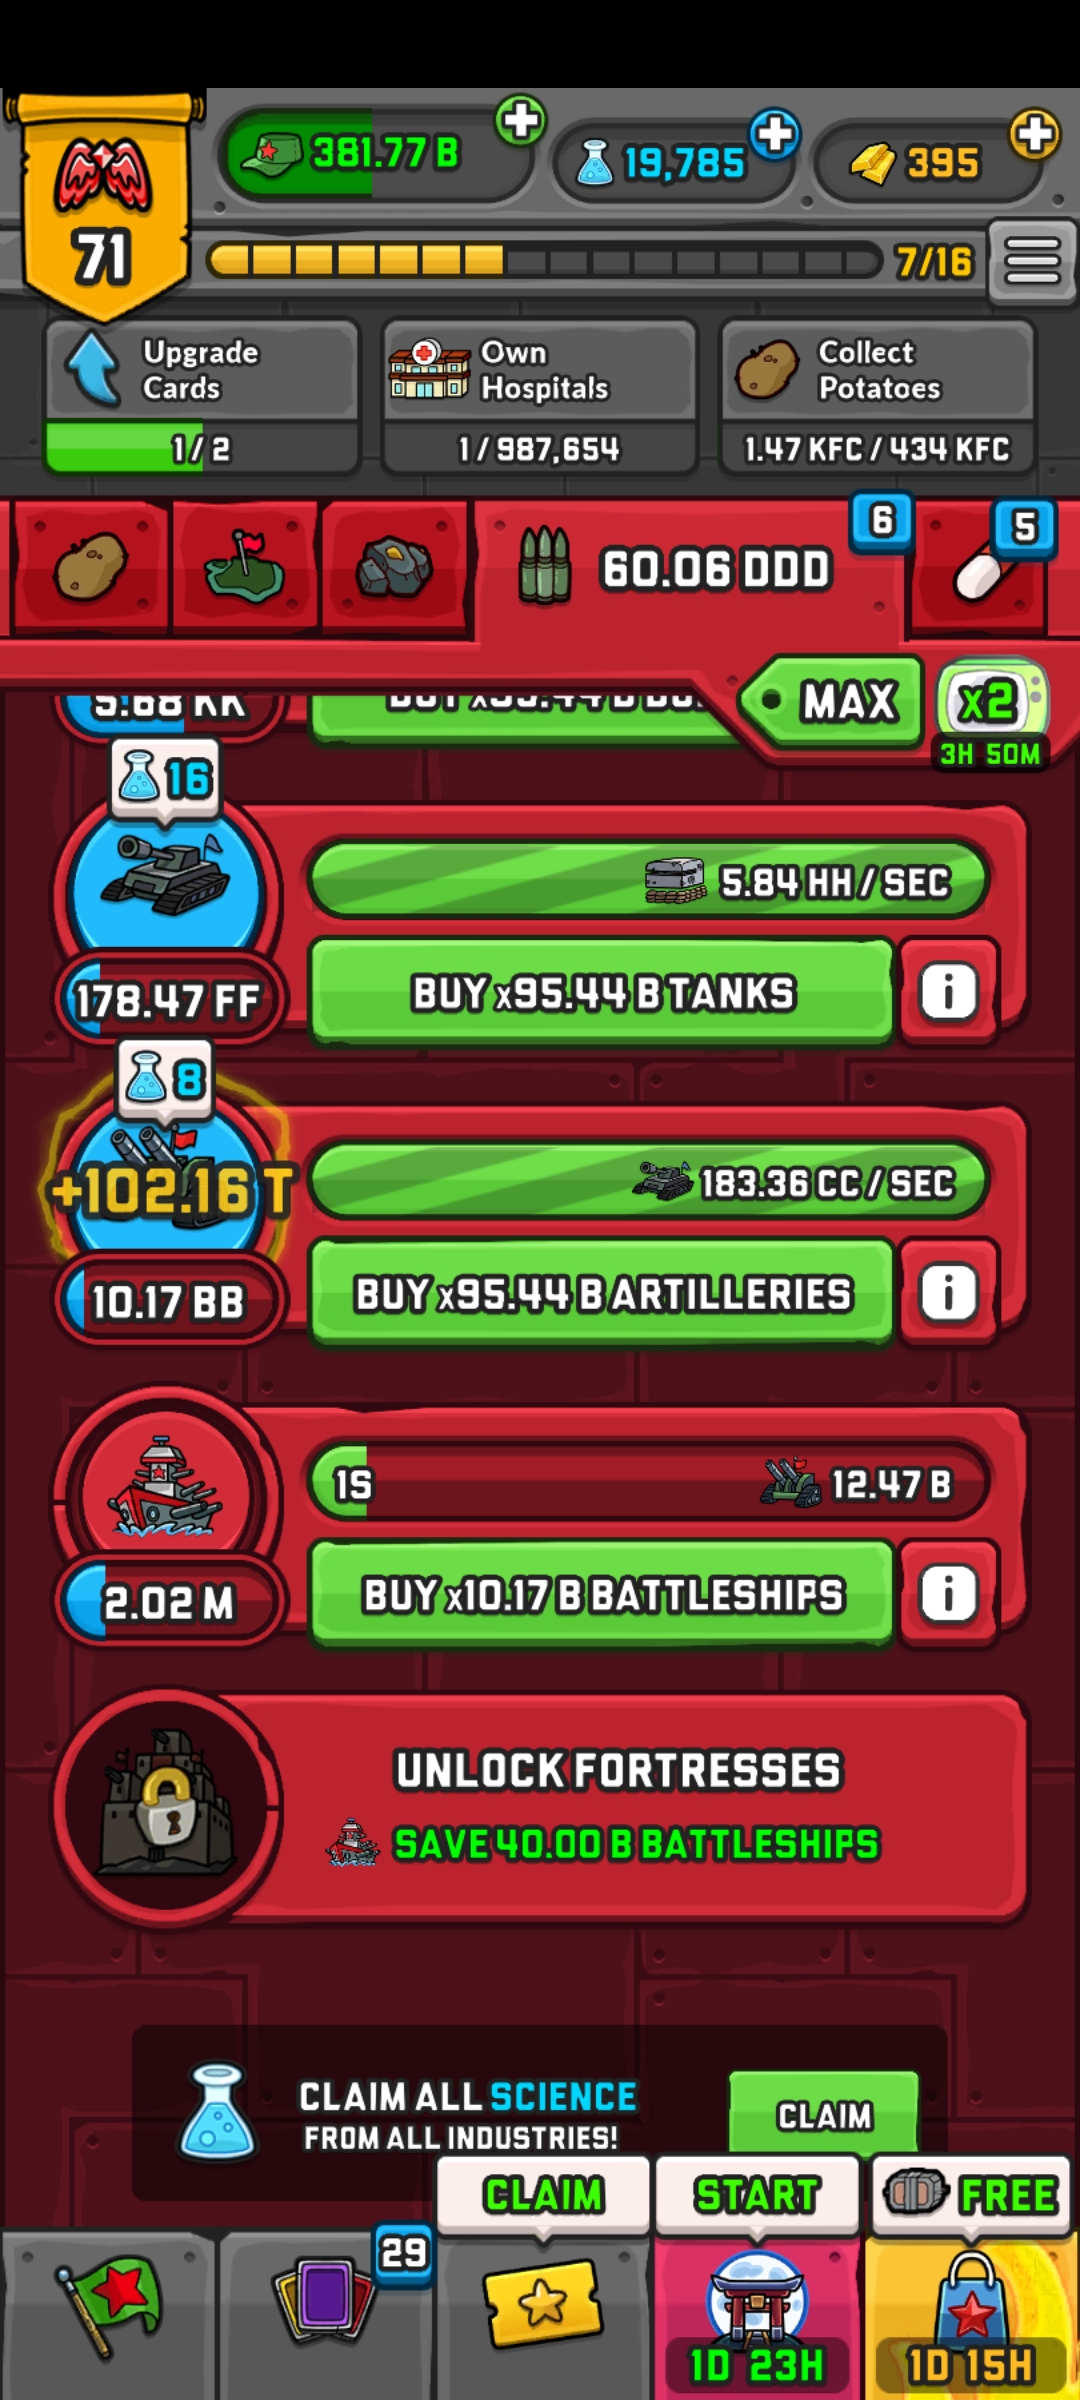 71
381.77 B
19,785
395
7/16
Upgrade
Cards
1 / 2
Own
Hospitals
1 / 987,654
Collect
Potatoes
1.47 KFC / 434 KFC
60.06 DDD
6
5
5.68 KK
MAX
x2
3H 50M
16
5.84 HH / SEC
178.47 FF
BUY x95.44 B TANKS
i
8
+102.16 T
183.36 CC / SEC
10.17 BB
BUY x95.44 B ARTILLERIES
i
1S
12.47 B
2.02 M
BUY x10.17 B BATTLESHIPS
i
UNLOCK FORTRESSES
SAVE 40.00 B BATTLESHIPS
CLAIM ALL SCIENCE
FROM ALL INDUSTRIES!
CLAIM
CLAIM
START
FREE
29
1D 23H
1D 15H